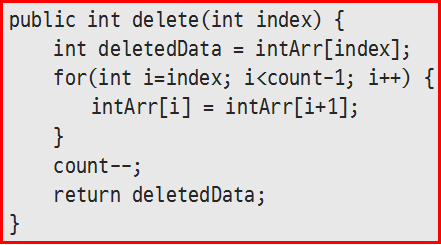 public int delete(int index) {
    int deletedData = intArr[index];
    for(int i=index; i<count-1; i++) {
        intArr[i] = intArr[i+1];
    }
    count--;
    return deletedData;
}